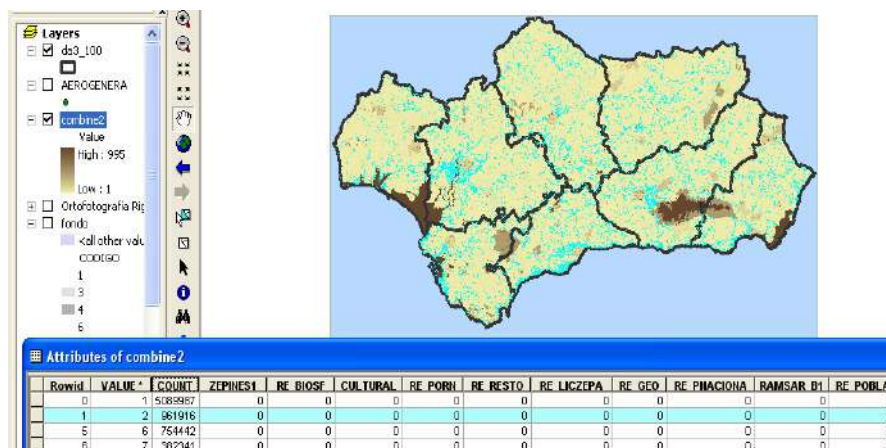 Layers
da3_100
AEROGENERA
combine2
Value
High : 995
Low : 1
Ortofotografia Rig
fondo
<all other valu
CODIGO
1
3
4
6
Attributes of combine2
Rowid VALUE * COUNT ZEPINES1 RE BIOSF CULTURAL RE PORN RE RESTO RE LICZEPA RE GEO RE PNACIONA RAMSAR B1 RE POBLA
0 1 5089987 0 0 0 0 0 0 0 0 0
1 2 961916 0 0 0 0 0 0 0 0 0
5 6 754442 0 0 0 0 0 0 0 0 0
6 7 382341 0 0 0 0 0 0 0 0 0